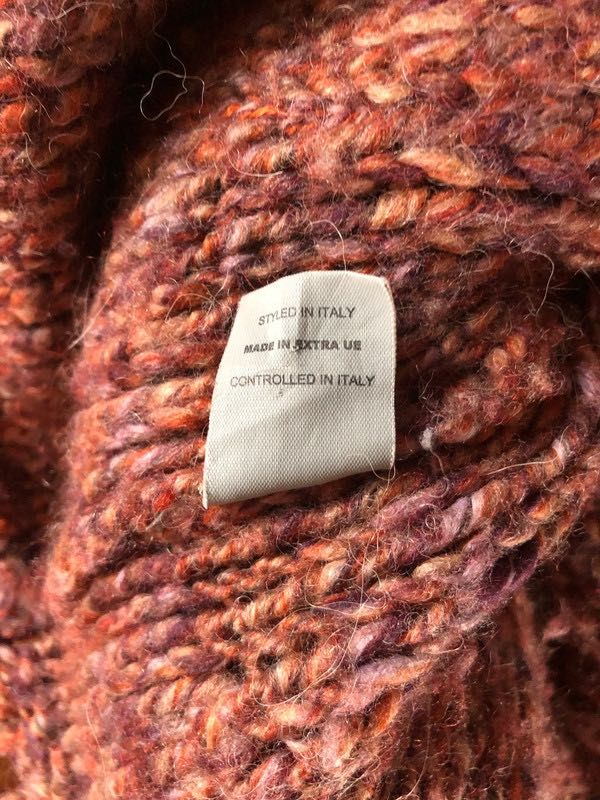 STYLED IN ITALY
MADE IN EXTRA UE
CONTROLLED IN ITALY